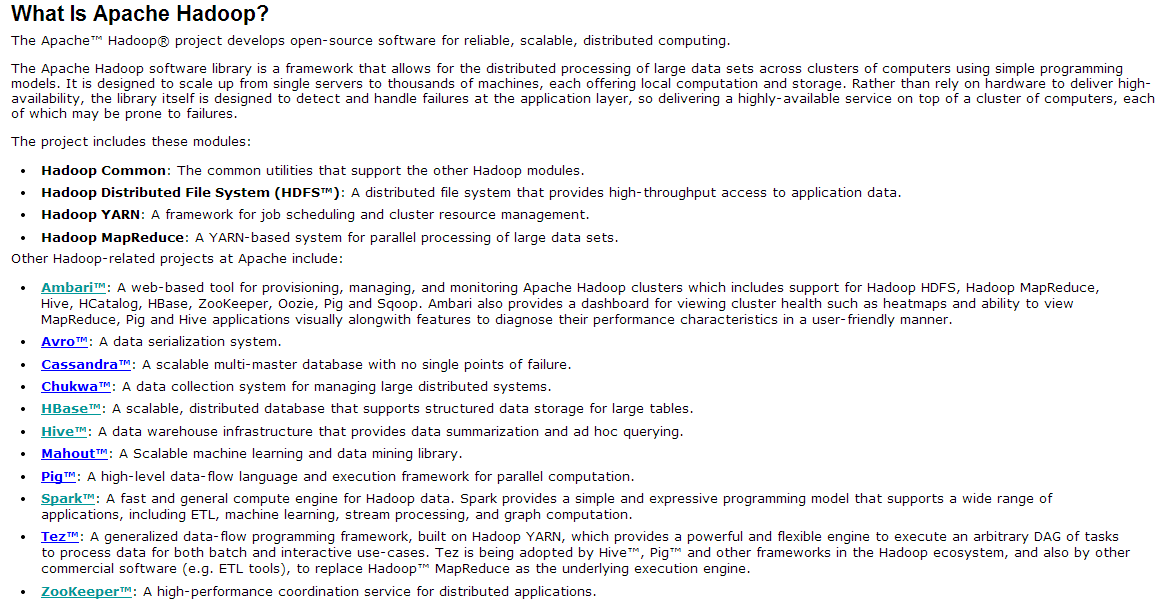 What Is Apache Hadoop?
The Apache™ Hadoop® project develops open-source software for reliable, scalable, distributed computing.
The Apache Hadoop software library is a framework that allows for the distributed processing of large data sets across clusters of computers using simple programming
models. It is designed to scale up from single servers to thousands of machines, each offering local computation and storage. Rather than rely on hardware to deliver high-
availability, the library itself is designed to detect and handle failures at the application layer, so delivering a highly-available service on top of a cluster of computers, each
of which may be prone to failures.
The project includes these modules:
• Hadoop Common: The common utilities that support the other Hadoop modules.
• Hadoop Distributed File System (HDFS™): A distributed file system that provides high-throughput access to application data.
• Hadoop YARN: A framework for job scheduling and cluster resource management.
• Hadoop MapReduce: A YARN-based system for parallel processing of large data sets.
Other Hadoop-related projects at Apache include:
• Ambari™: A web-based tool for provisioning, managing, and monitoring Apache Hadoop clusters which includes support for Hadoop HDFS, Hadoop MapReduce,
Hive, HCatalog, HBase, ZooKeeper, Oozie, Pig and Sqoop. Ambari also provides a dashboard for viewing cluster health such as heatmaps and ability to view
MapReduce, Pig and Hive applications visually alongwith features to diagnose their performance characteristics in a user-friendly manner.
• Avro™: A data serialization system.
• Cassandra™: A scalable multi-master database with no single points of failure.
• Chukwa™: A data collection system for managing large distributed systems.
• HBase™: A scalable, distributed database that supports structured data storage for large tables.
• Hive™: A data warehouse infrastructure that provides data summarization and ad hoc querying.
• Mahout™: A Scalable machine learning and data mining library.
• Pig™: A high-level data-flow language and execution framework for parallel computation.
• Spark™: A fast and general compute engine for Hadoop data. Spark provides a simple and expressive programming model that supports a wide range of
applications, including ETL, machine learning, stream processing, and graph computation.
• Tez™: A generalized data-flow programming framework, built on Hadoop YARN, which provides a powerful and flexible engine to execute an arbitrary DAG of tasks
to process data for both batch and interactive use-cases. Tez is being adopted by Hive™, Pig™ and other frameworks in the Hadoop ecosystem, and also by other
commercial software (e.g. ETL tools), to replace Hadoop™ MapReduce as the underlying execution engine.
• ZooKeeper™: A high-performance coordination service for distributed applications.